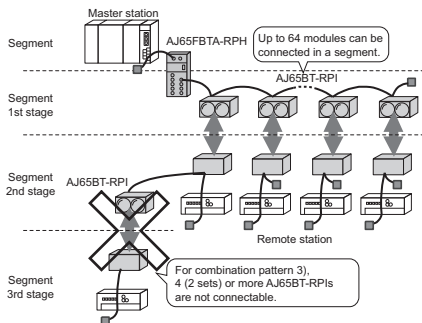 Master station
Segment
AJ65FBTA-RPH
Up to 64 modules can be
connected in a segment.
AJ65BT-RPI
Segment
1st stage
Segment
2nd stage
AJ65BT-RPI
Remote station
For combination pattern 3),
4 (2 sets) or more AJ65BT-RPIs
are not connectable.
Segment
3rd stage